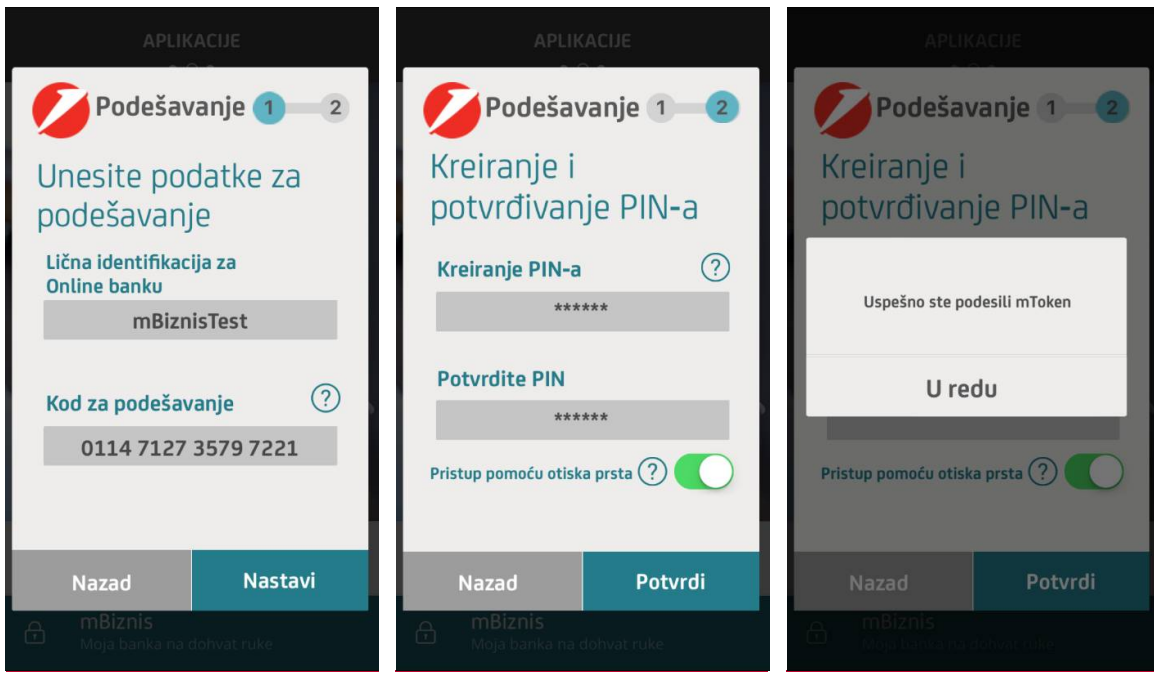 APLIKACIJE
Podešavanje 1 2
Unesite podatke za
podešavanje
Lična identifikacija za
Online banku
mBiznisTest
Kod za podešavanje ?
0114 7127 3579 7221
Nazad Nastavi
mBiznis
Moja banka na dohvat ruke
APLIKACIJE
Podešavanje 1 2
Kreiranje i
potvrđivanje PIN-a
Kreiranje PIN-a ?
******
Potvrdite PIN
******
Pristup pomoću otiska prsta ?
Nazad Potvrdi
mBiznis
Moja banka na dohvat ruke
APLIKACIJE
Podešavanje 1 2
Kreiranje i
potvrđivanje PIN-a
Uspešno ste podesili mToken
U redu
Pristup pomoću otiska prsta ?
Nazad Potvrdi
mBiznis
Moja banka na dohvat ruke